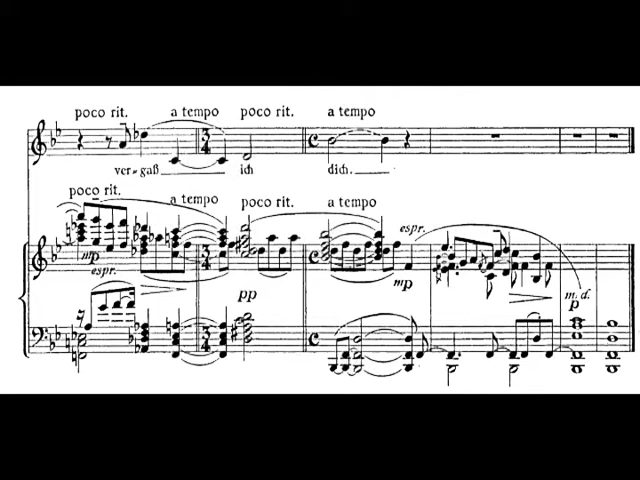 poco rit. a tempo poco rit. a tempo
ver-gaß ich dich.
poco rit. a tempo poco rit. a tempo
espr.
mp
espr.
mp
pp
m. d.
p